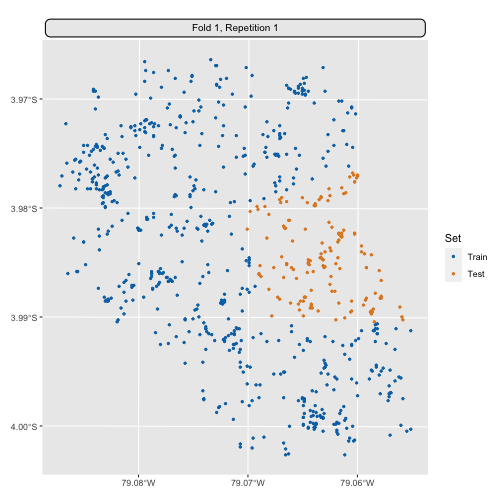 Fold 1, Repetition 1
3.97°S
3.98°S
3.99°S
4.00°S
79.08°W
79.07°W
79.06°W
Set
Train
Test